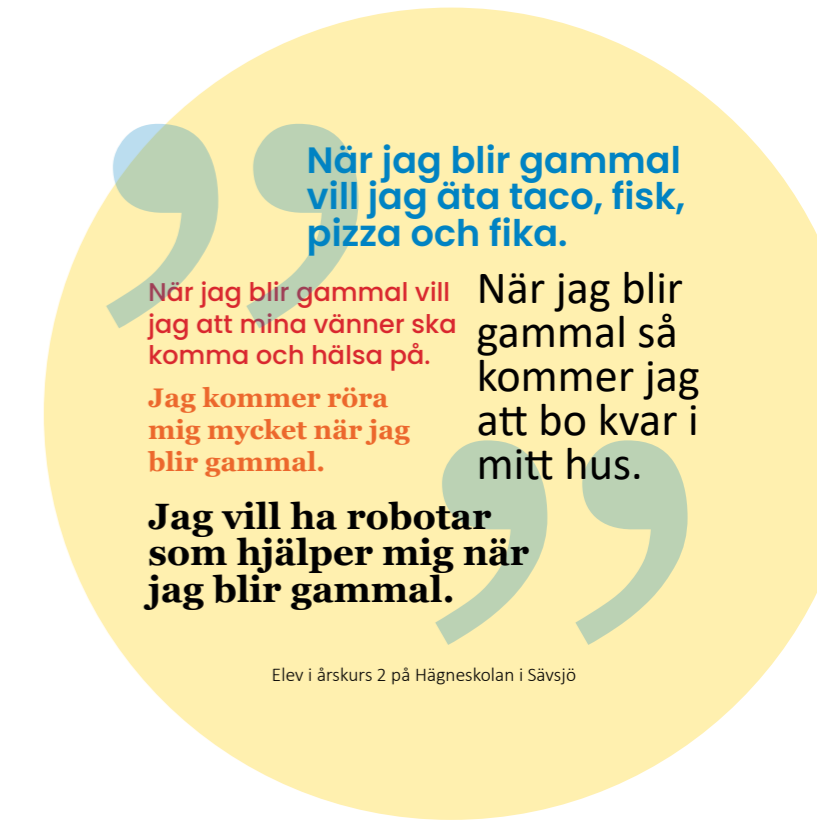 När jag blir gammal
vill jag äta taco, fisk,
pizza och fika.
När jag blir gammal vill
jag att mina vänner ska
komma och hälsa på.
När jag blir
gammal så
kommer jag
att bo kvar i
mitt hus.
Jag kommer röra
mig mycket när jag
blir gammal.
Jag vill ha robotar
som hjälper mig när
jag blir gammal.
Elev i årskurs 2 på Hägneskolan i Sävsjö